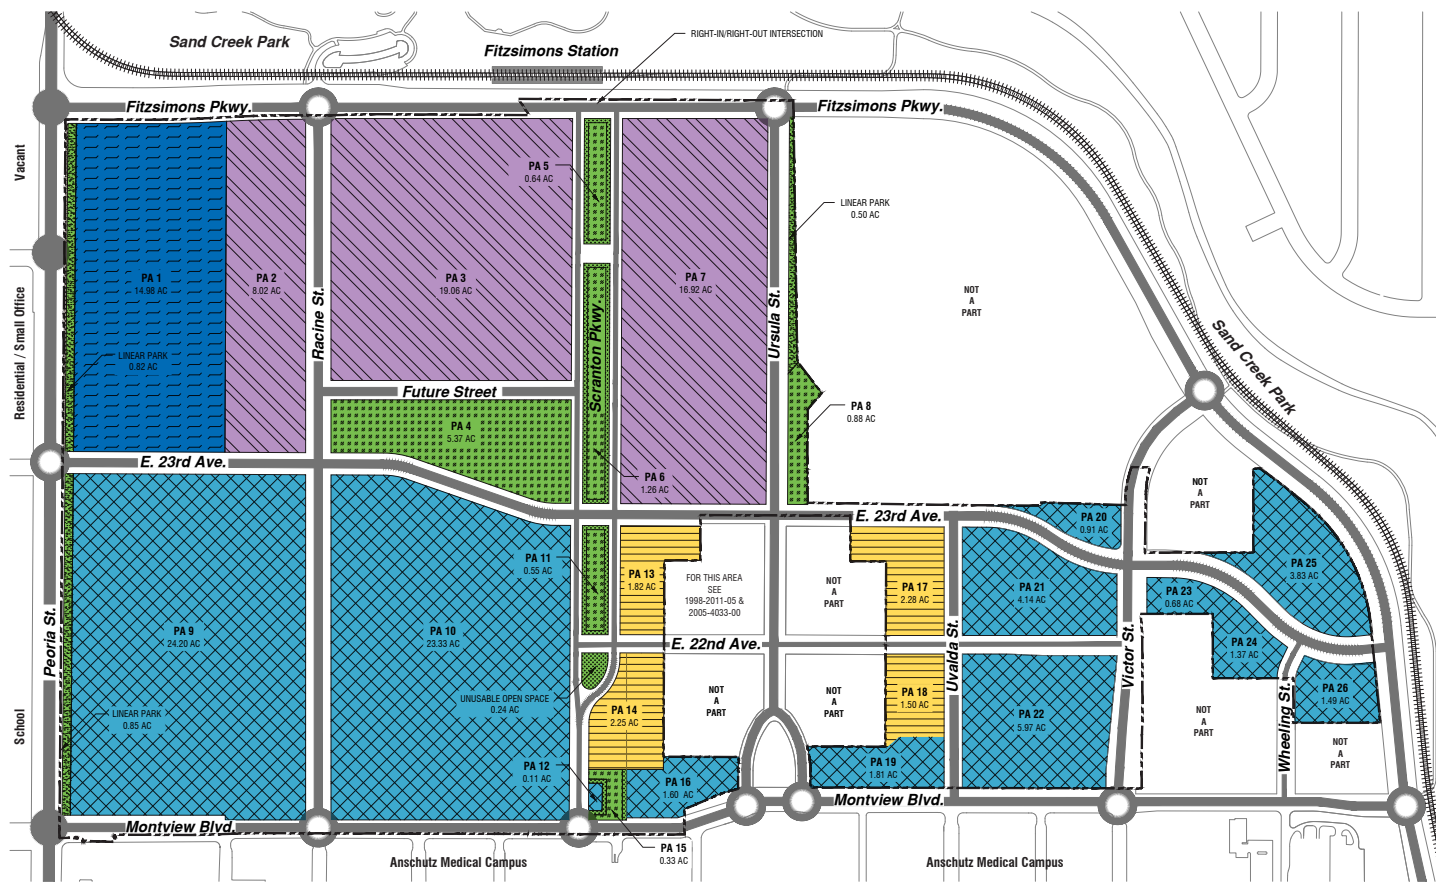 Sand Creek Park
Fitzsimons Station
RIGHT-IN/RIGHT-OUT INTERSECTION
Fitzsimons Pkwy.
Fitzsimons Pkwy.
Vacant
Residential / Small Office
School
PA 5
0.64 AC
LINEAR PARK
0.50 AC
PA 1
14.98 AC
PA 2
8.02 AC
PA 3
19.06 AC
PA 7
16.92 AC
NOT
A
PART
Racine St.
Scranton Pkwy.
Ursula St.
Sand Creek Park
LINEAR PARK
0.82 AC
Future Street
PA 8
0.88 AC
PA 4
5.37 AC
E. 23rd Ave.
PA 6
1.26 AC
NOT
A
PART
E. 23rd Ave.
PA 20
0.91 AC
PA 11
0.55 AC
PA 13
1.82 AC
FOR THIS AREA
SEE
1998-2011-05 &
2005-4033-00
NOT
A
PART
PA 17
2.28 AC
PA 21
4.14 AC
PA 23
0.68 AC
PA 25
3.83 AC
Peoria St.
PA 9
24.20 AC
PA 10
23.33 AC
E. 22nd Ave.
Uvalda St.
Victor St.
PA 24
1.37 AC
UNUSABLE OPEN SPACE
0.24 AC
PA 14
2.25 AC
NOT
A
PART
NOT
A
PART
PA 18
1.50 AC
PA 22
5.97 AC
NOT
A
PART
Wheeling St.
PA 26
1.49 AC
LINEAR PARK
0.85 AC
NOT
A
PART
PA 12
0.11 AC
PA 16
1.60 AC
PA 19
1.81 AC
Montview Blvd.
Montview Blvd.
PA 15
0.33 AC
Anschutz Medical Campus
Anschutz Medical Campus